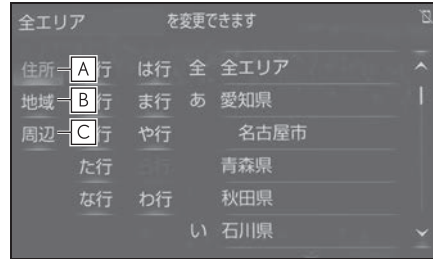 全エリア を変更できます
住所 A 行 は行 全 全エリア
地域 B 行 ま行 あ 愛知県
周辺 C 行 や行 名古屋市
た行 青森県
な行 わ行 秋田県
い 石川県